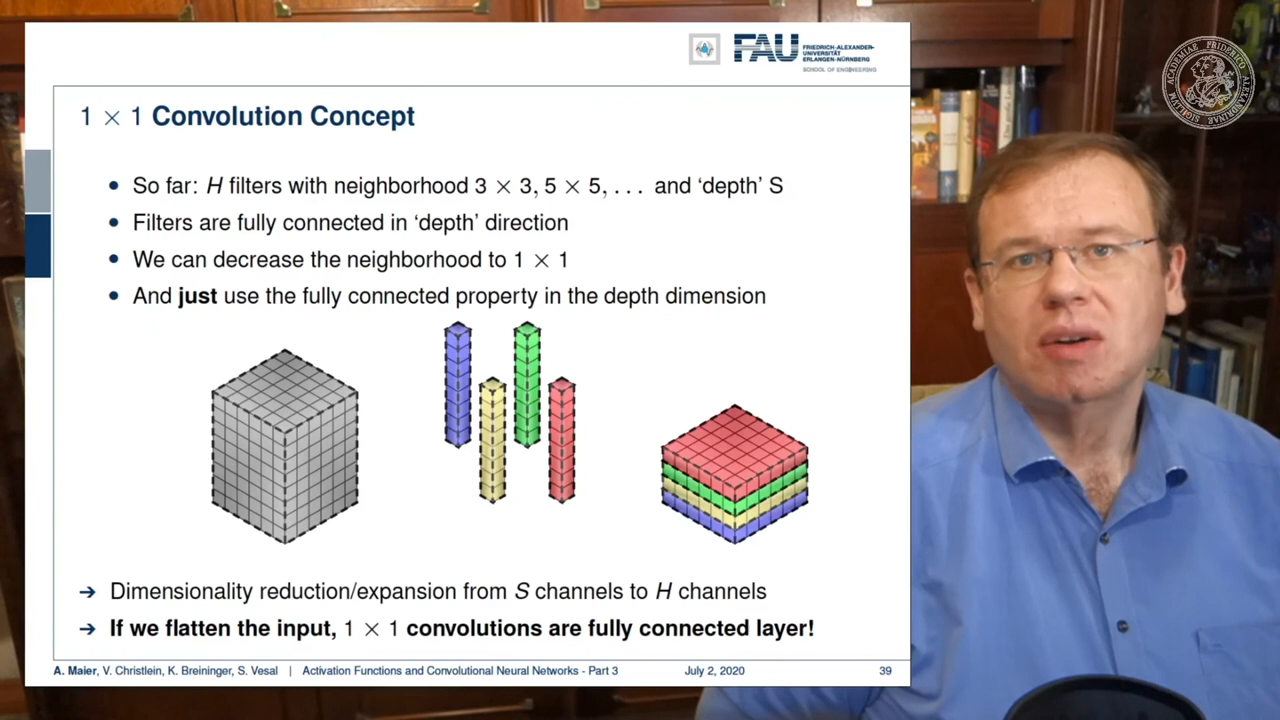 FAU
FRIEDRICH-ALEXANDER-
UNIVERSITÄT
ERLANGEN-NÜRNBERG
SCHOOL OF ENGINEERING
1 × 1 Convolution Concept
• So far: H filters with neighborhood 3 × 3, 5 × 5, . . . and ‘depth’ S
• Filters are fully connected in ‘depth’ direction
• We can decrease the neighborhood to 1 × 1
• And just use the fully connected property in the depth dimension
→ Dimensionality reduction/expansion from S channels to H channels
→ If we flatten the input, 1 × 1 convolutions are fully connected layer!
A. Maier, V. Christlein, K. Breininger, S. Vesal | Activation Functions and Convolutional Neural Networks - Part 3 July 2, 2020 39